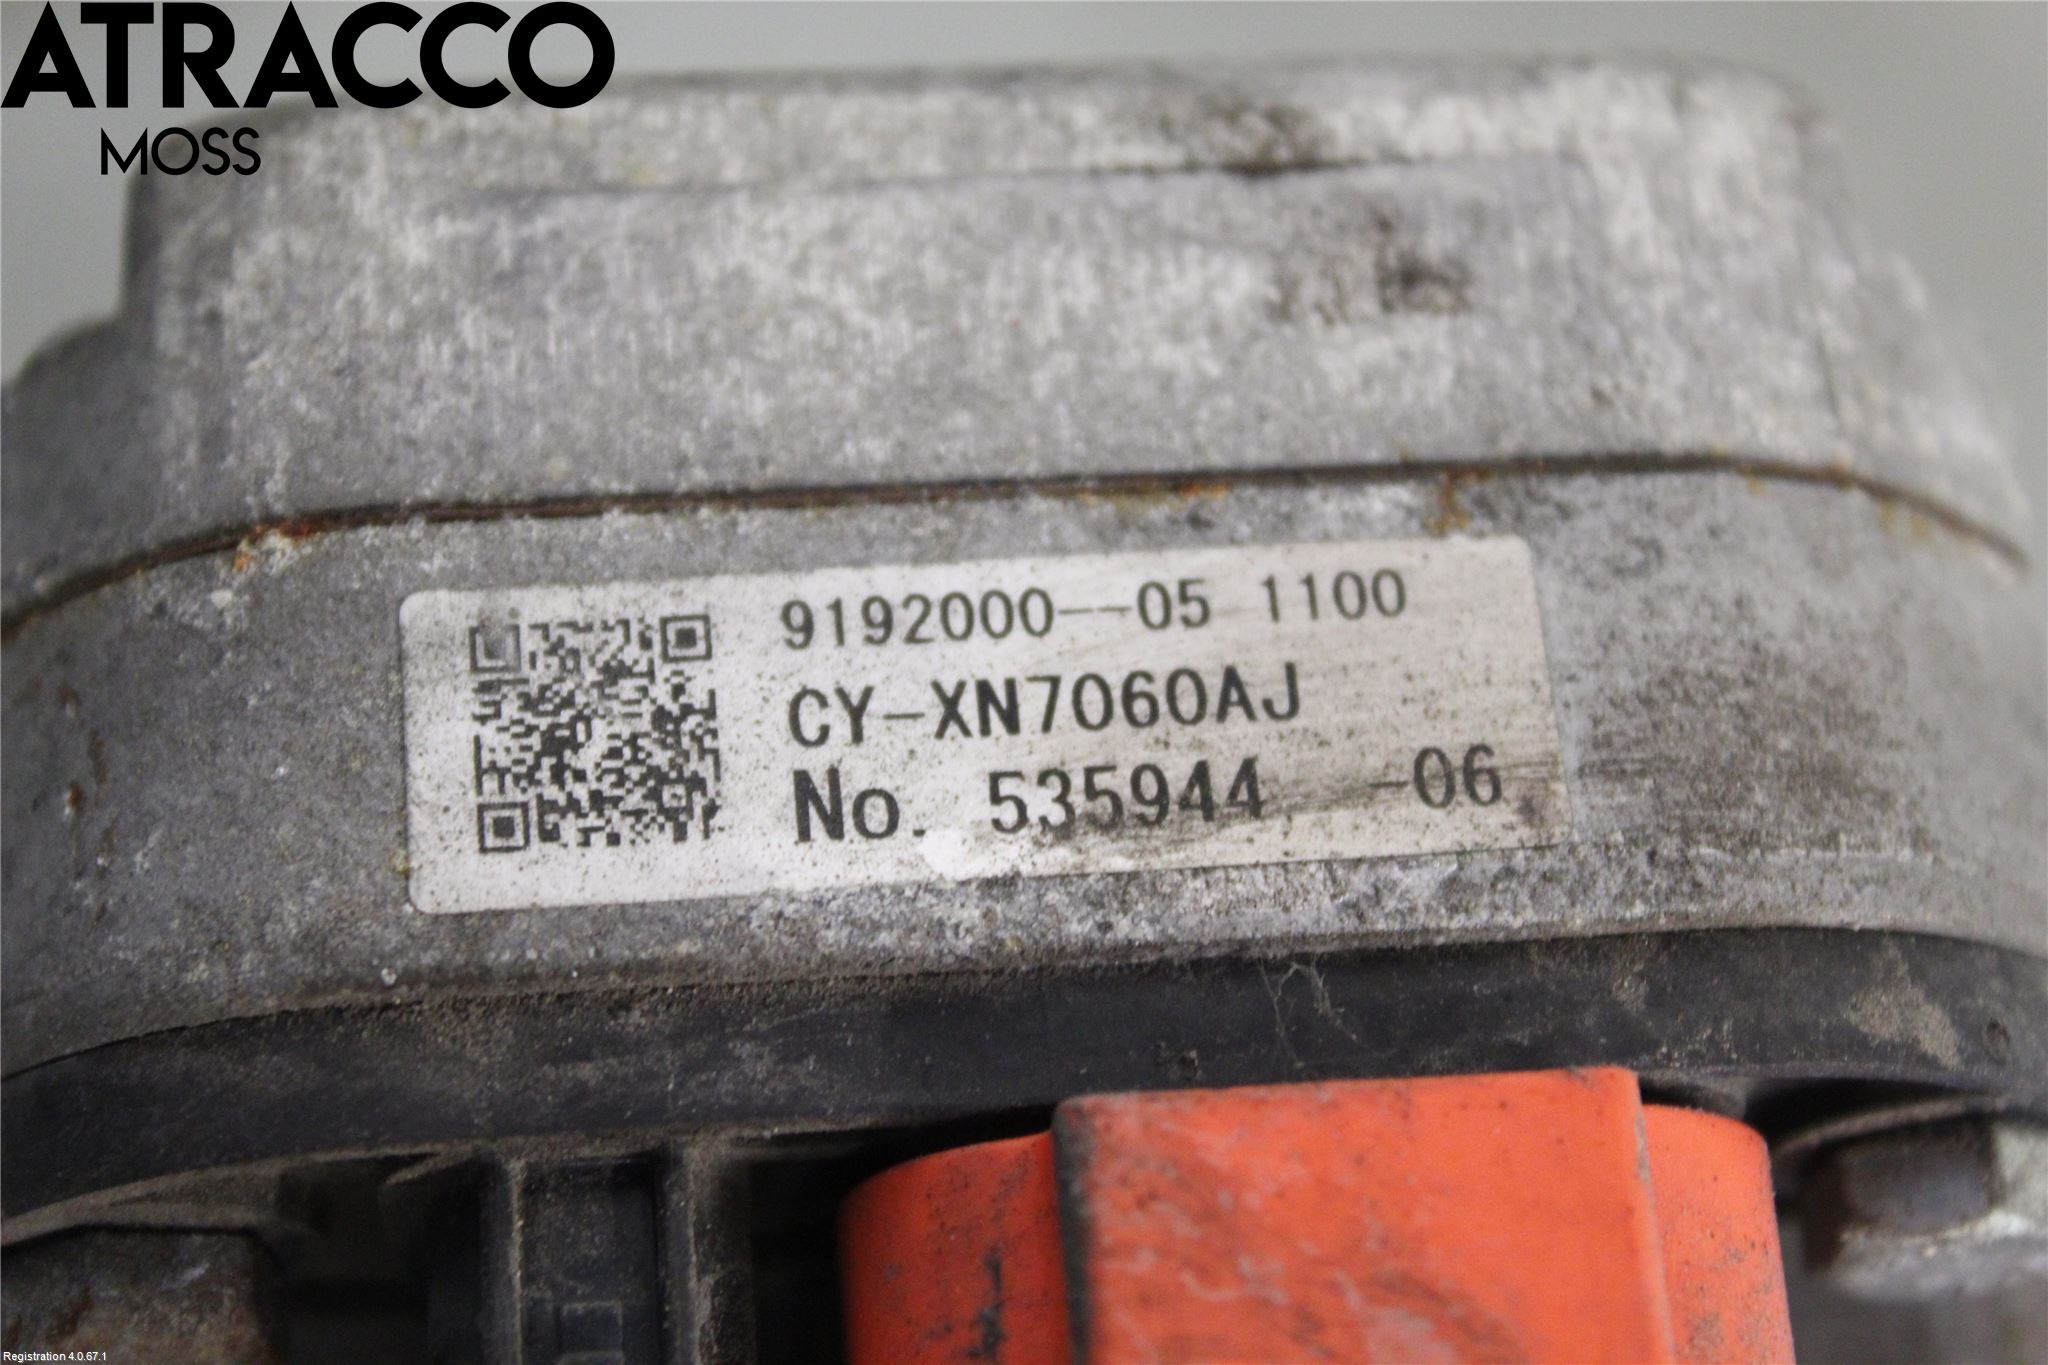 ATRACCO
MOSS
9192000--05 1100
CY-XN7060AJ
No. 535944 -06
Registration 4.0.67.1